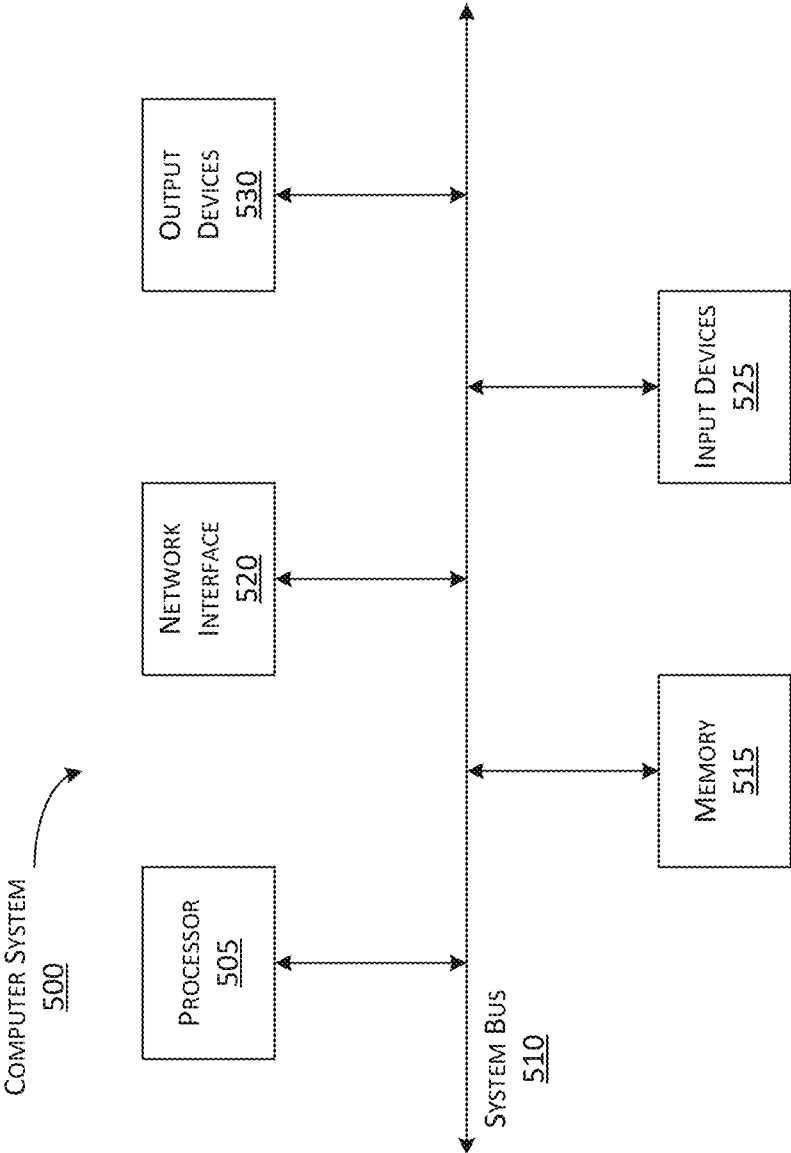 COMPUTER SYSTEM
500
PROCESSOR
505
NETWORK
INTERFACE
520
OUTPUT
DEVICES
530
SYSTEM BUS
510
MEMORY
515
INPUT DEVICES
525